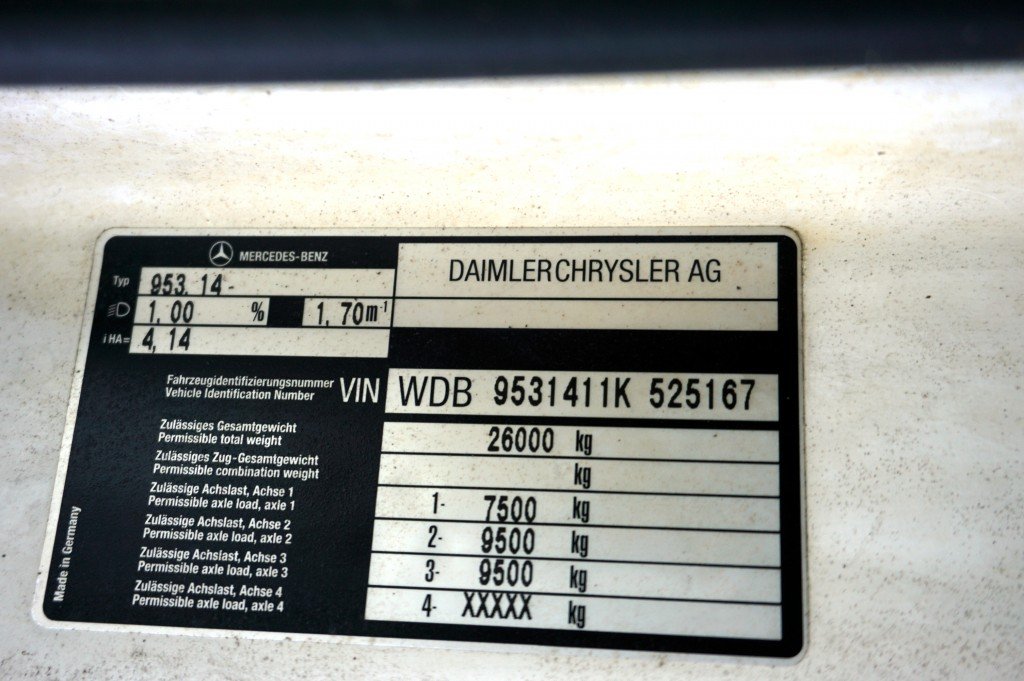 MERCEDES-BENZ
DAIMLERCHRYSLER AG
Typ 953.14-
1,00 % 1,70m⁻¹
i HA= 4,14
Fahrzeugidentifizierungsnummer
Vehicle Identification Number
VIN WDB 9531411K 525167
Zulässiges Gesamtgewicht
Permissible total weight
26000 kg
Zulässiges Zug-Gesamtgewicht
Permissible combination weight
kg
Zulässige Achslast, Achse 1
Permissible axle load, axle 1
1- 7500 kg
Zulässige Achslast, Achse 2
Permissible axle load, axle 2
2- 9500 kg
Zulässige Achslast, Achse 3
Permissible axle load, axle 3
3- 9500 kg
Zulässige Achslast, Achse 4
Permissible axle load, axle 4
4- XXXXX kg
Made in Germany